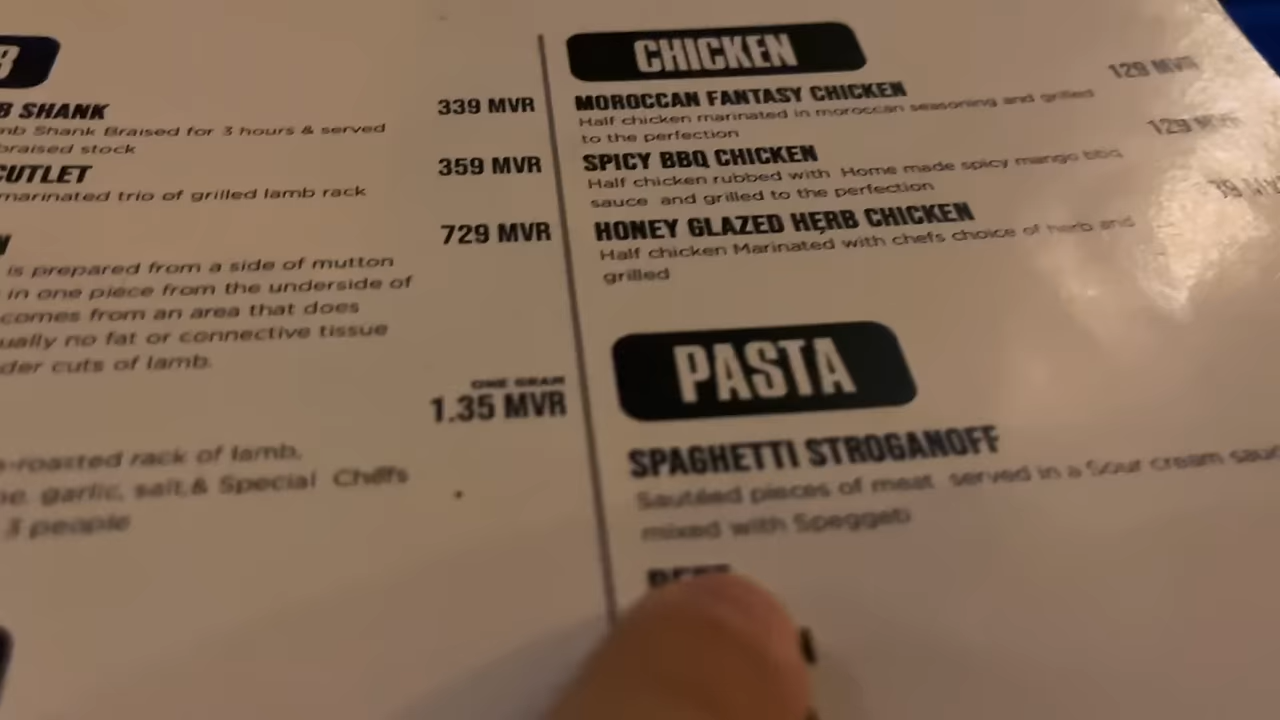 B SHANK 339 MVR
mb Shank Braised for 3 hours & served
braised stock
CUTLET 359 MVR
marinated trio of grilled lamb rack
729 MVR
is prepared from a side of mutton
in one piece from the underside of
comes from an area that does
ually no fat or connective tissue
der cuts of lamb.
ONE GRAM
1.35 MVR
-roasted rack of lamb,
garlic, salt,& Special Cheffs
3 people
CHICKEN
MOROCCAN FANTASY CHICKEN 129 MVR
Half chicken marinated in moroccan seasoning and grilled
to the perfection
SPICY BBQ CHICKEN 129 MVR
Half chicken rubbed with Home made spicy mango bbq
sauce and grilled to the perfection
HONEY GLAZED HERB CHICKEN
Half chicken Marinated with chefs choice of herb and
grilled
PASTA
SPAGHETTI STROGANOFF
Sautéed pieces of meat served in a Sour cream
mixed with Speggeti